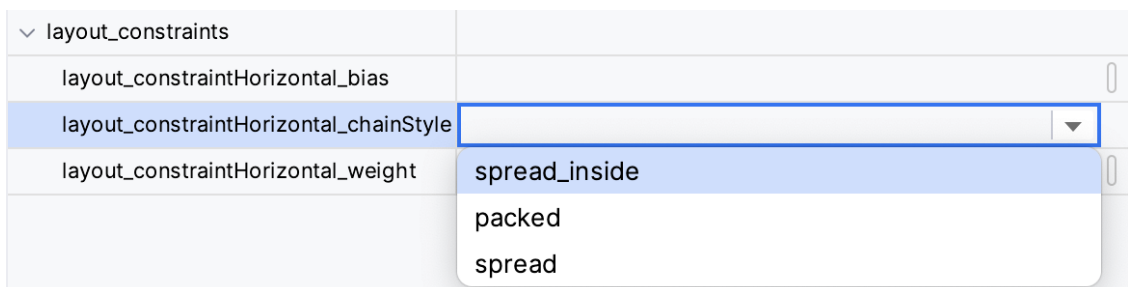 layout_constraints
layout_constraintHorizontal_bias
layout_constraintHorizontal_chainStyle
layout_constraintHorizontal_weight
spread_inside
packed
spread